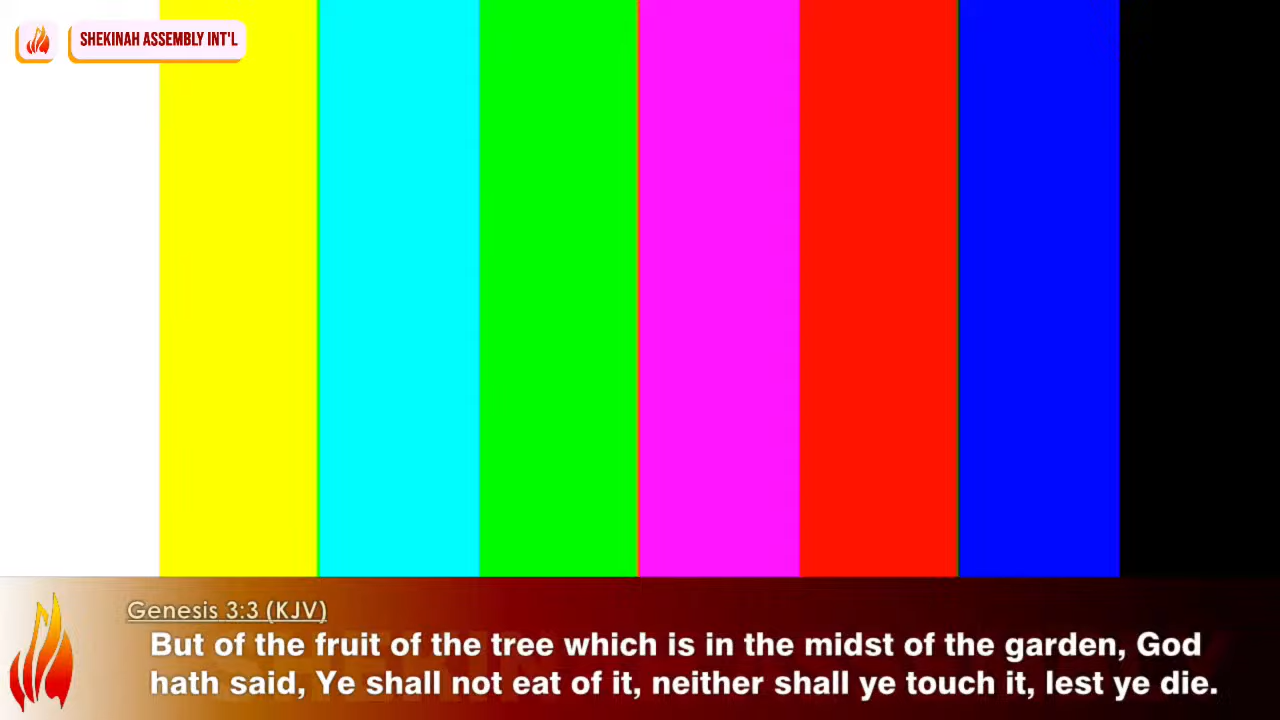 SHEKINAH ASSEMBLY INT'L
Genesis 3:3 (KJV)
But of the fruit of the tree which is in the midst of the garden, God
hath said, Ye shall not eat of it, neither shall ye touch it, lest ye die.